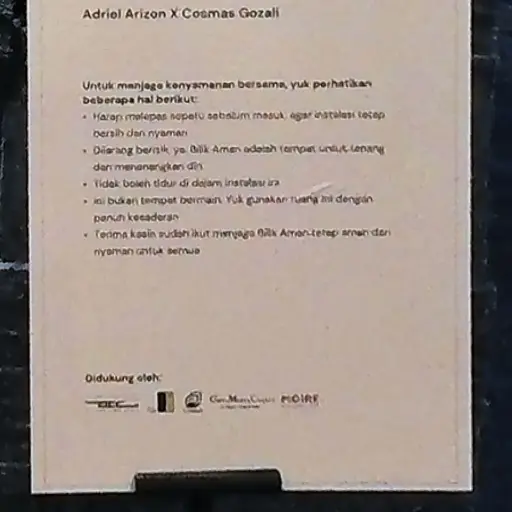 Adriel Arizon X Cosmas Gozali
Untuk menjaga kenyamanan bersama, yuk perhatikan
beberapa hal berikut:
• Harap melepas sepatu sebelum masuk, agar instalasi tetap
bersih dan nyaman
• Dilarang berisik, ya. Bilik Aman adalah tempat untuk tenang
dan menenangkan diri
• Tidak boleh tidur di dalam instalasi ini
• Ini bukan tempat bermain. Yuk gunakan ruang ini dengan
penuh kesadaran
• Terima kasih sudah ikut menjaga Bilik Aman tetap aman dan
nyaman untuk semua
Didukung oleh:
MOIRE